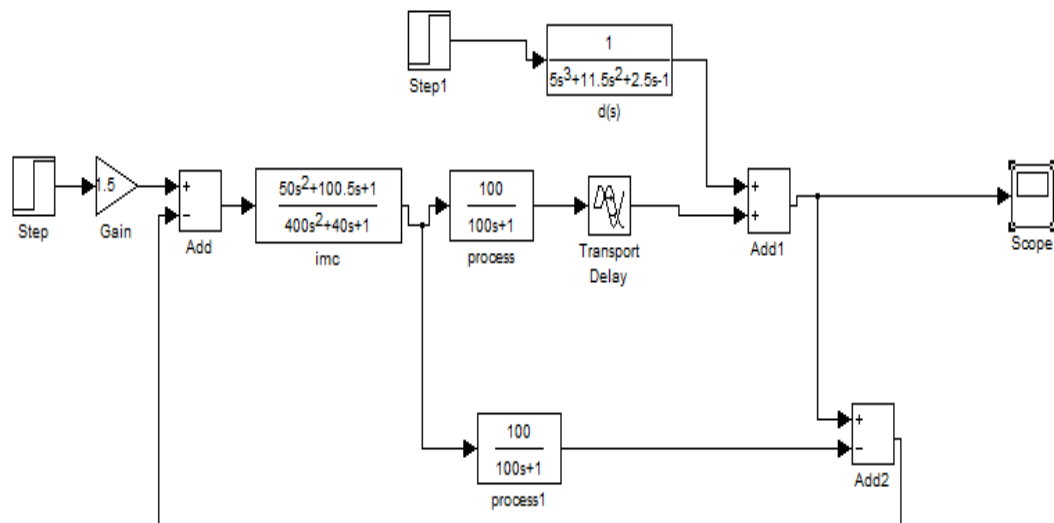 Step1
1
5s3+11.5s2+2.5s-1
d(s)
Step
1.5
Gain
+
−
Add
50s2+100.5s+1
400s2+40s+1
imc
100
100s+1
process
Transport
Delay
+
+
Add1
Scope
100
100s+1
process1
+
−
Add2